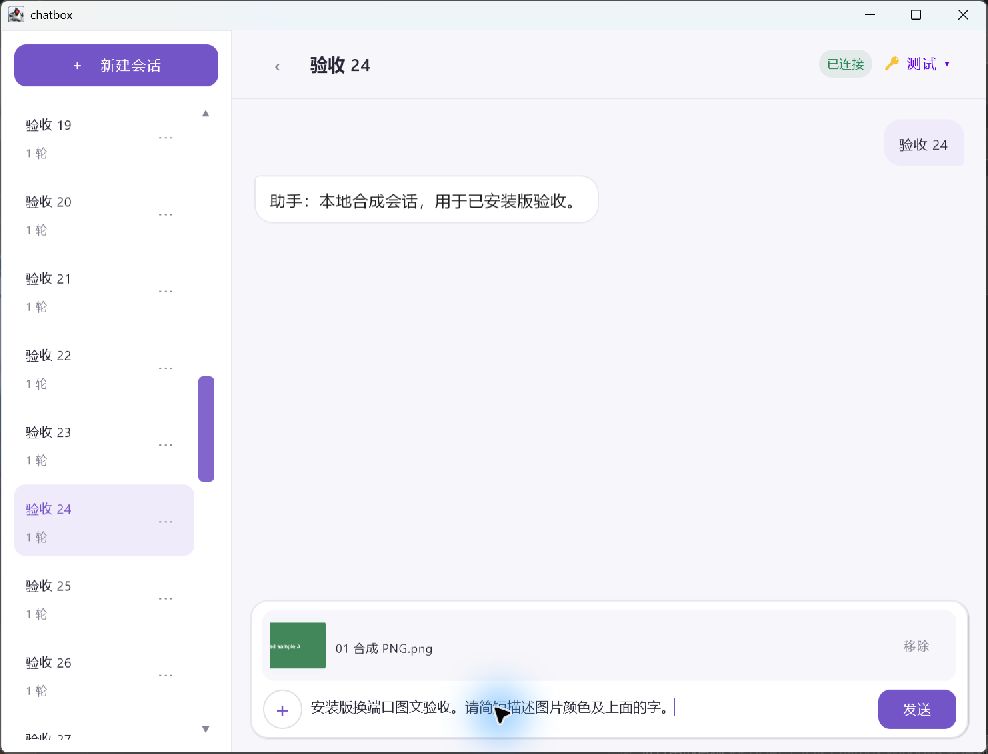 chatbox
+ 新建会话
验收 19
1 轮
验收 20
1 轮
验收 21
1 轮
验收 22
1 轮
验收 23
1 轮
验收 24
1 轮
验收 25
1 轮
验收 26
1 轮
验收 27
验收 24
已连接
测试
验收 24
助手：本地合成会话，用于已安装版验收。
01 合成 PNG.png
移除
安装版换端口图文验收。请简短描述图片颜色及上面的字。
发送